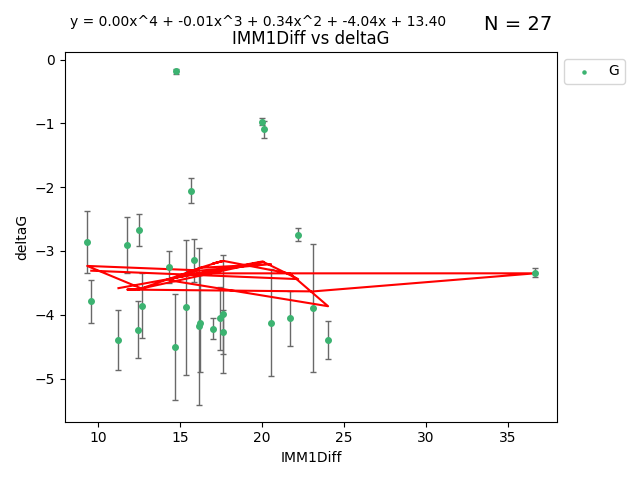 y = 0.00x^4 + -0.01x^3 + 0.34x^2 + -4.04x + 13.40
N = 27
IMM1Diff vs deltaG
G
0
−1
−2
−3
−4
−5
deltaG
10 15 20 25 30 35
IMM1Diff